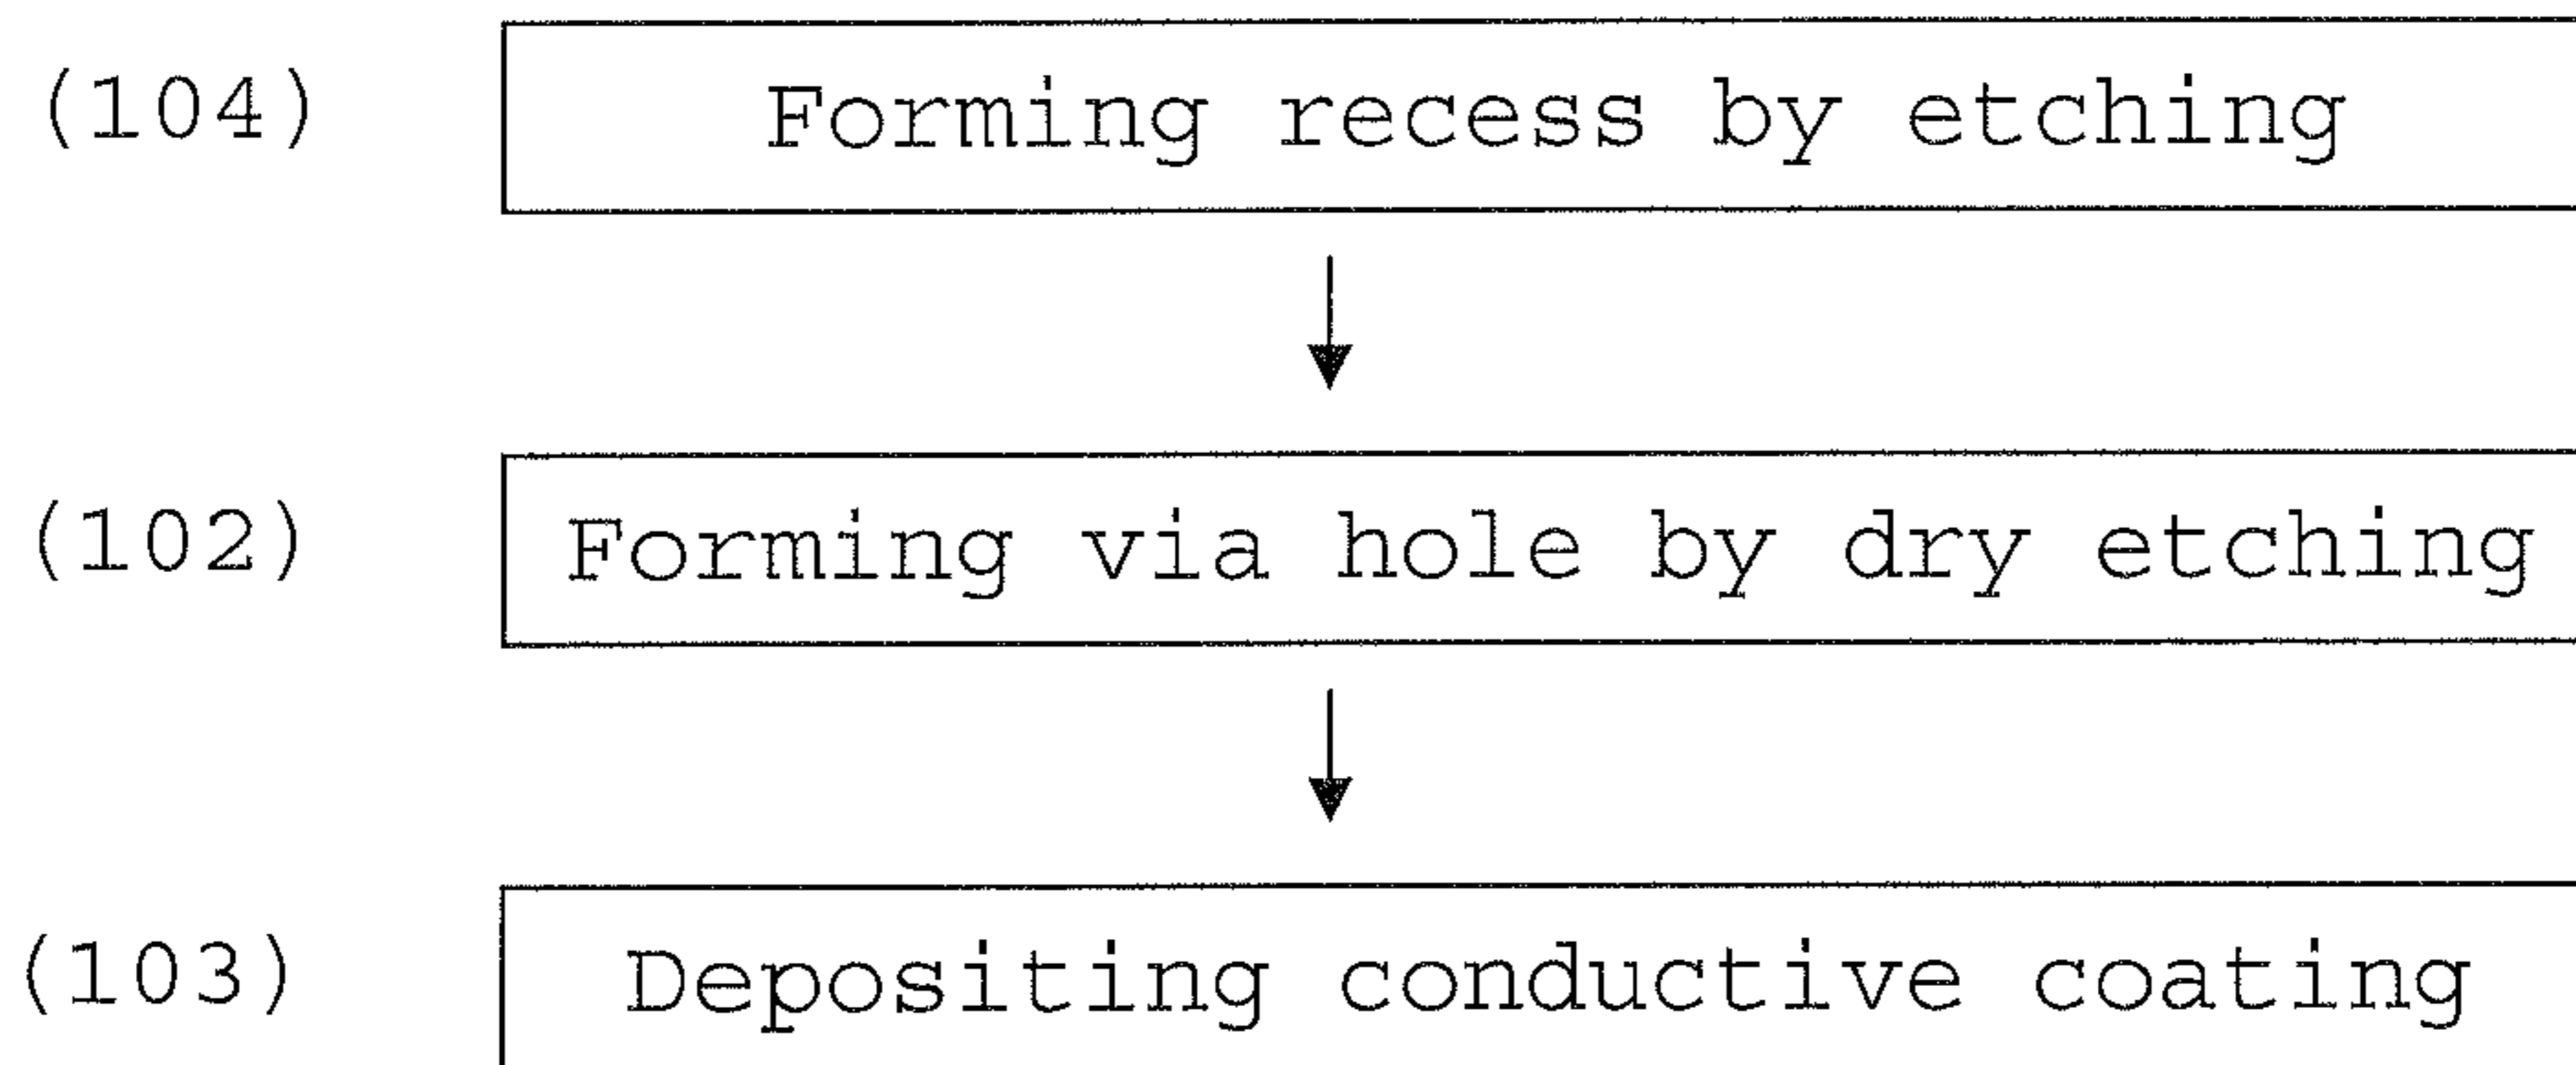 (104) Forming recess by etching
(102) Forming via hole by dry etching
(103) Depositing conductive coating